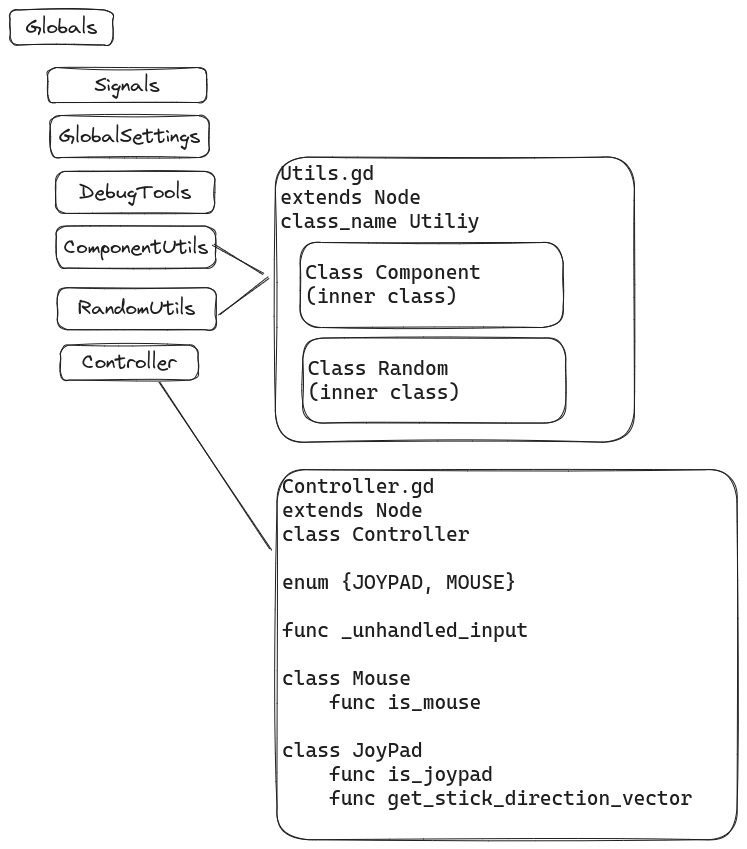 Globals
Signals
GlobalSettings
DebugTools
ComponentUtils
RandomUtils
Controller
Utils.gd
extends Node
class_name Utiliy
Class Component
(inner class)
Class Random
(inner class)
Controller.gd
extends Node
class Controller
enum {JOYPAD, MOUSE}
func _unhandled_input
class Mouse
func is_mouse
class JoyPad
func is_joypad
func get_stick_direction_vector